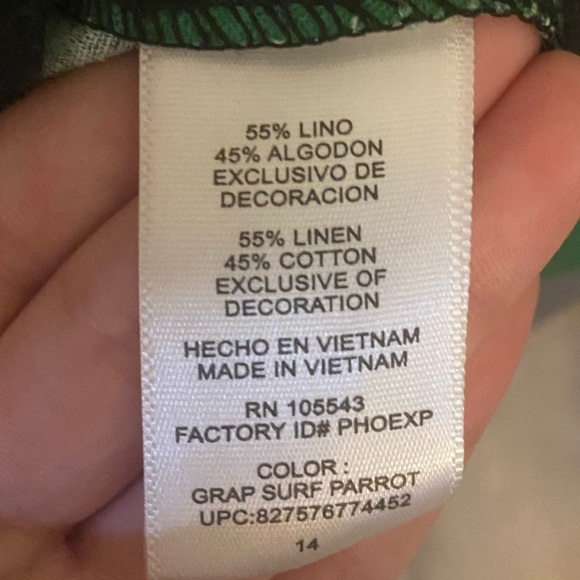 55% LINO
45% ALGODON
EXCLUSIVO DE
DECORACION
55% LINEN
45% COTTON
EXCLUSIVE OF
DECORATION
HECHO EN VIETNAM
MADE IN VIETNAM
RN 105543
FACTORY ID# PHOEXP
COLOR :
GRAP SURF PARROT
UPC:827576774452
14